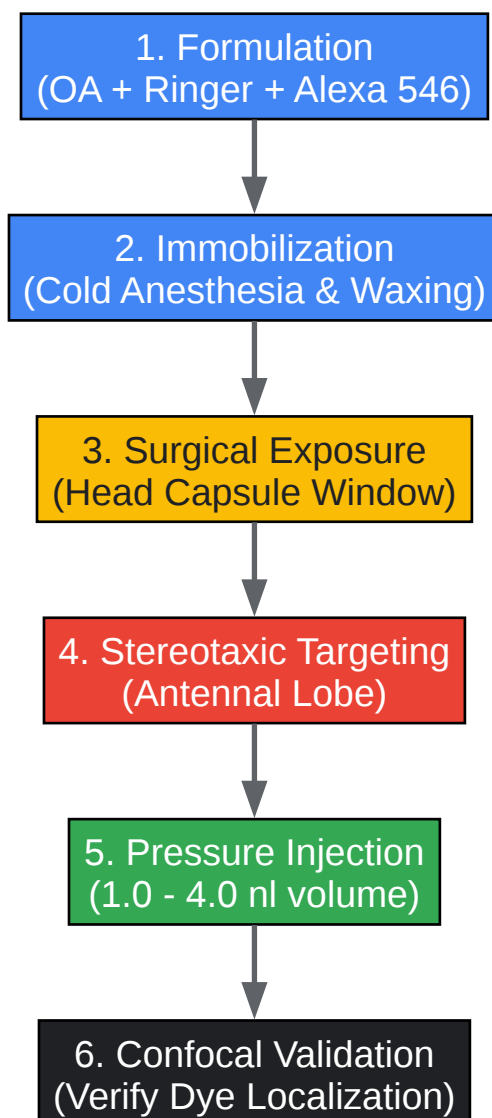 1. Formulation
(OA + Ringer + Alexa 546)
2. Immobilization
(Cold Anesthesia & Waxing)
3. Surgical Exposure
(Head Capsule Window)
4. Stereotaxic Targeting
(Antennal Lobe)
5. Pressure Injection
(1.0 - 4.0 nl volume)
6. Confocal Validation
(Verify Dye Localization)